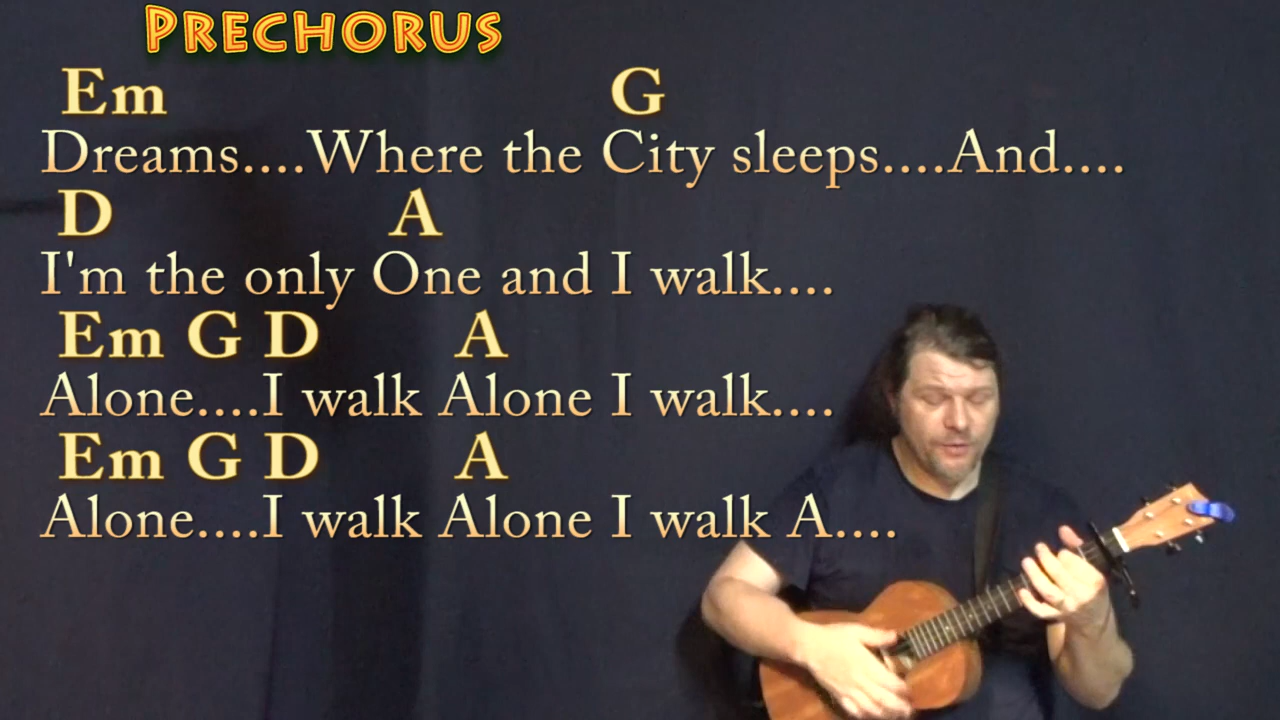 PRECHORUS
Em G
Dreams....Where the City sleeps....And....
D A
I'm the only One and I walk....
Em G D A
Alone....I walk Alone I walk....
Em G D A
Alone....I walk Alone I walk A....